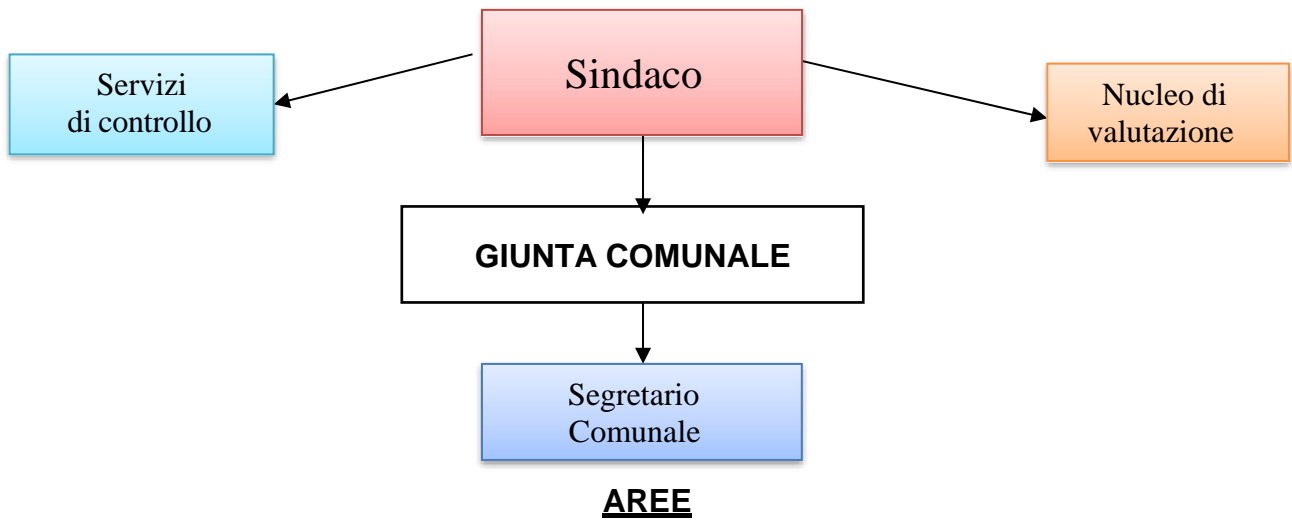 Sindaco
Servizi
di controllo
Nucleo di
valutazione
GIUNTA COMUNALE
Segretario
Comunale
AREE